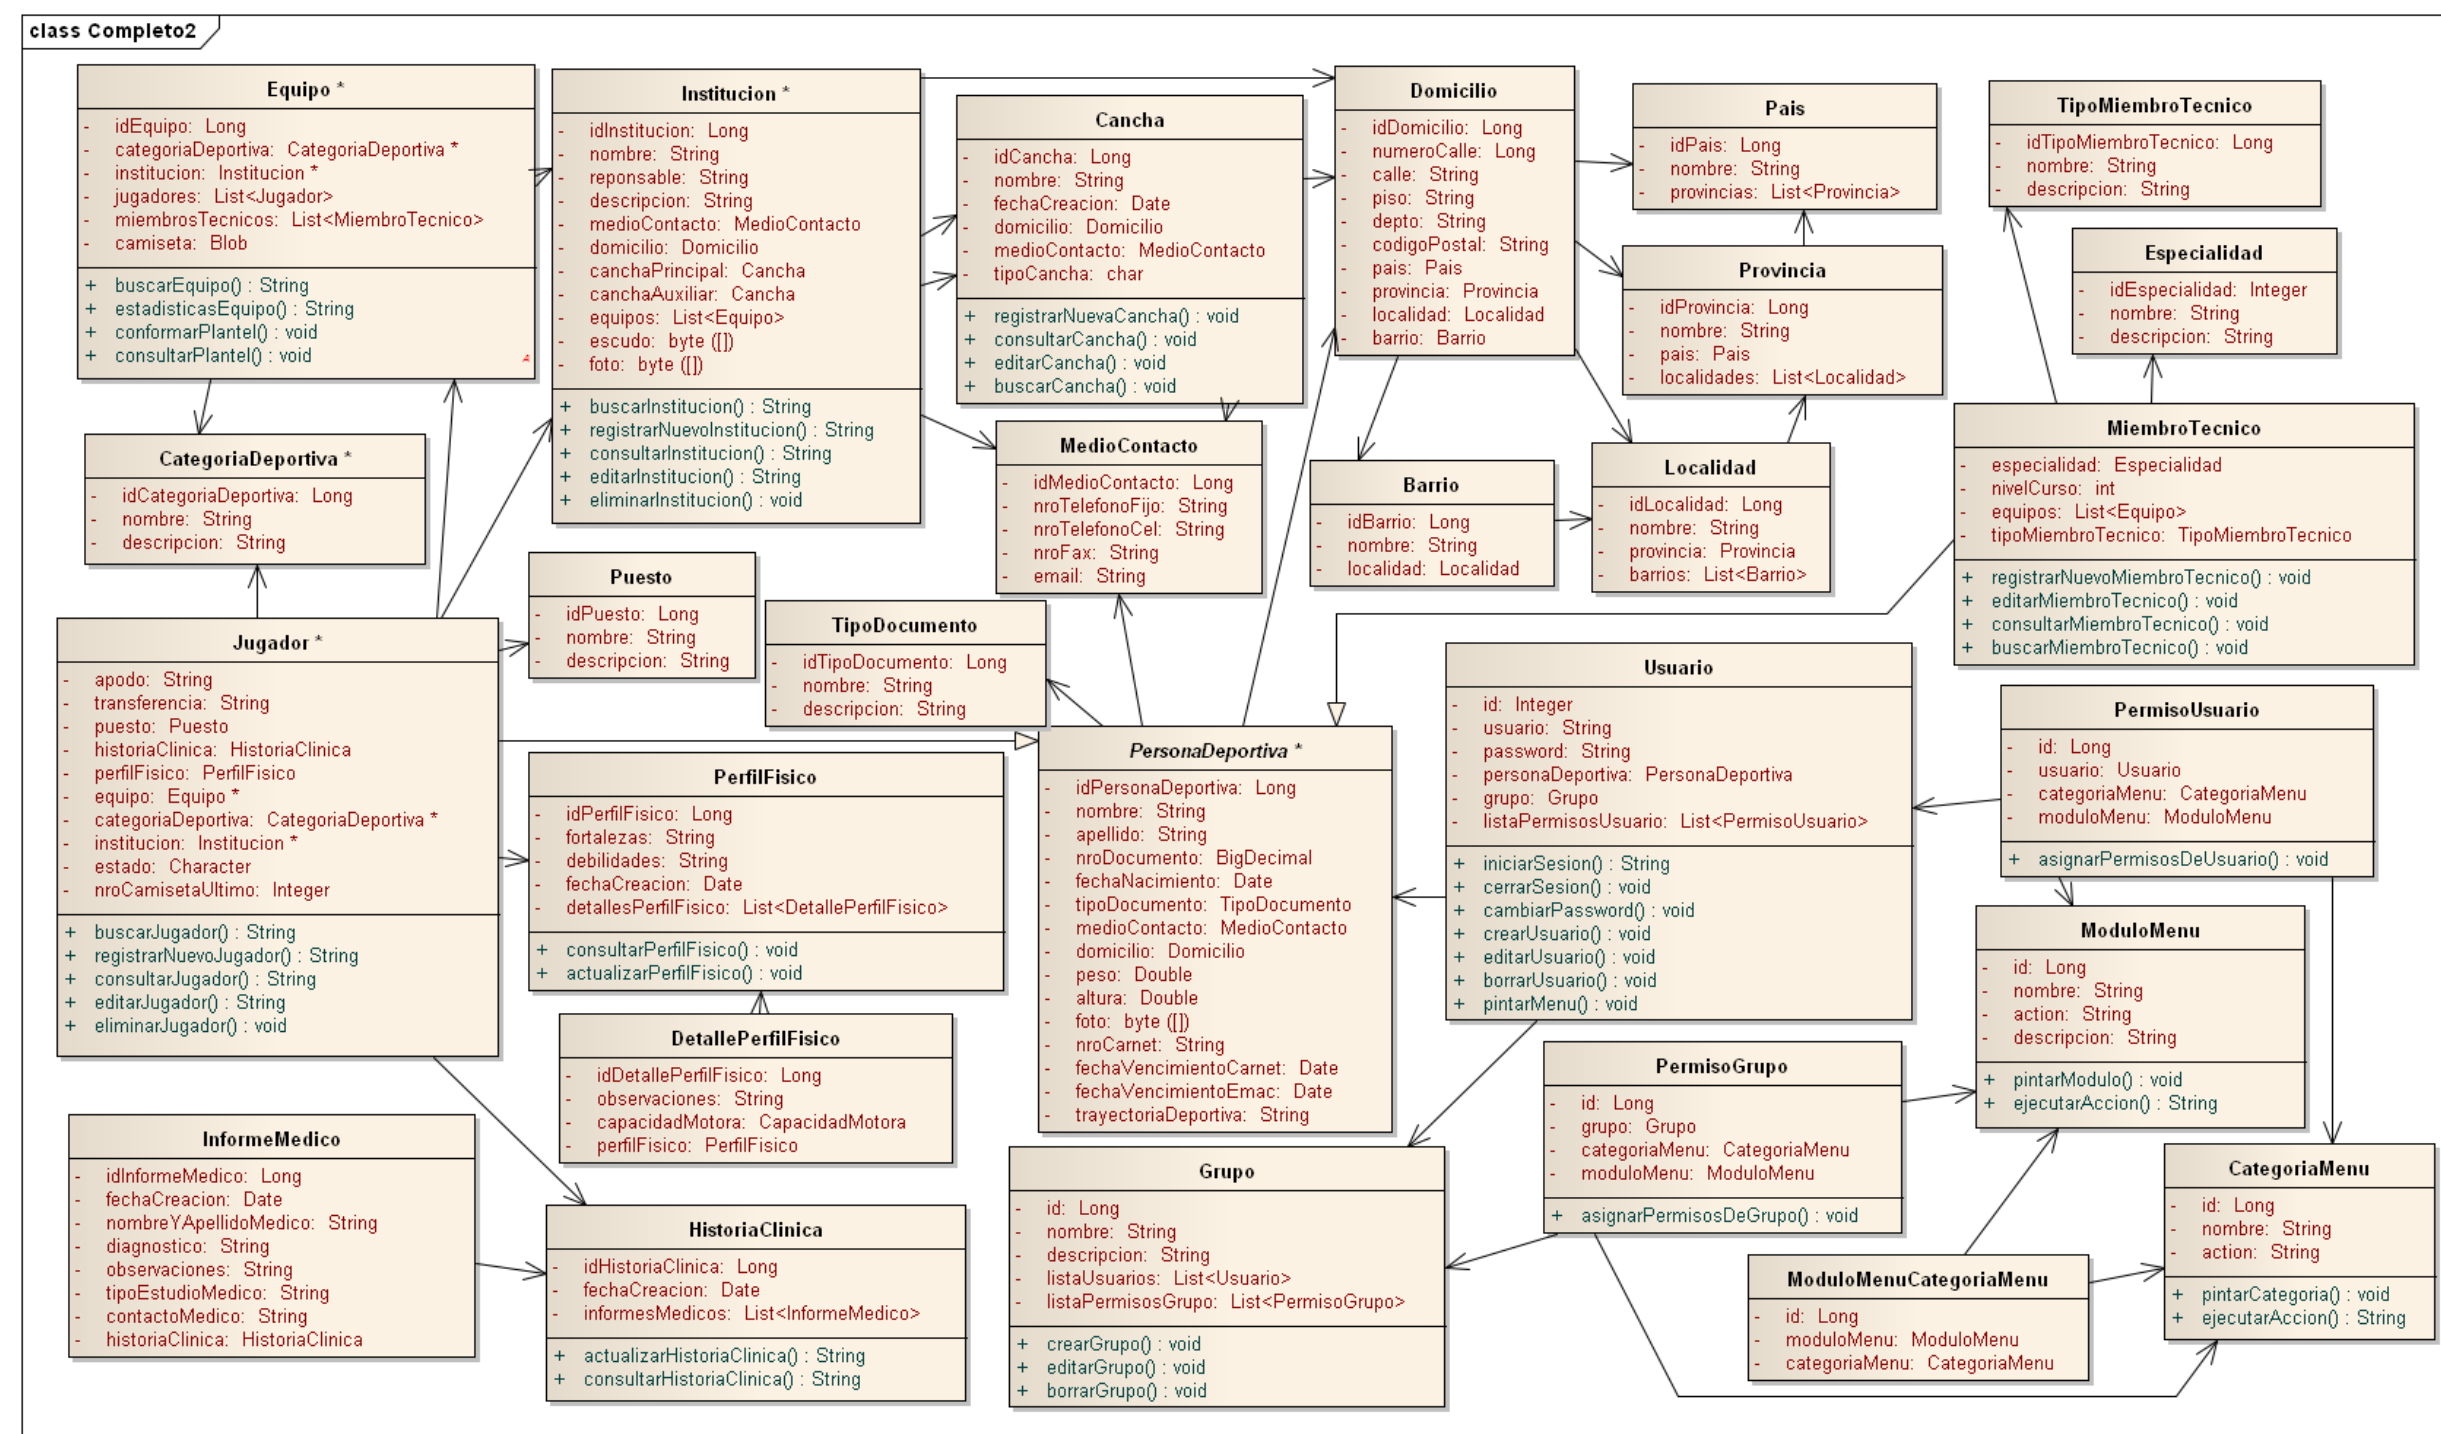 class Completo2
Equipo *
- idEquipo: Long
- categoriaDeportiva: CategoriaDeportiva *
- institucion: Institucion *
- jugadores: List<Jugador>
- miembrosTecnicos: List<MiembroTecnico>
- camiseta: Blob
+ buscarEquipo() : String
+ estadisticasEquipo() : String
+ conformarPlantel() : void
+ consultarPlantel() : void
A
Institucion *
- idInstitucion: Long
- nombre: String
- reponsable: String
- descripcion: String
- medioContacto: MedioContacto
- domicilio: Domicilio
- canchaPrincipal: Cancha
- canchaAuxiliar: Cancha
- equipos: List<Equipo>
- escudo: byte ([])
- foto: byte ([])
+ buscarInstitucion() : String
+ registrarNuevoInstitucion() : String
+ consultarInstitucion() : String
+ editarInstitucion() : String
+ eliminarInstitucion() : void
Cancha
- idCancha: Long
- nombre: String
- fechaCreacion: Date
- domicilio: Domicilio
- medioContacto: MedioContacto
- tipoCancha: char
+ registrarNuevaCancha() : void
+ consultarCancha() : void
+ editarCancha() : void
+ buscarCancha() : void
Domicilio
- idDomicilio: Long
- numeroCalle: Long
- calle: String
- piso: String
- depto: String
- codigoPostal: String
- pais: Pais
- provincia: Provincia
- localidad: Localidad
- barrio: Barrio
Pais
- idPais: Long
- nombre: String
- provincias: List<Provincia>
TipoMiembroTecnico
- idTipoMiembroTecnico: Long
- nombre: String
- descripcion: String
Provincia
- idProvincia: Long
- nombre: String
- pais: Pais
- localidades: List<Localidad>
Especialidad
- idEspecialidad: Integer
- nombre: String
- descripcion: String
CategoriaDeportiva *
- idCategoriaDeportiva: Long
- nombre: String
- descripcion: String
MedioContacto
- idMedioContacto: Long
- nroTelefonoFijo: String
- nroTelefonoCel: String
- nroFax: String
- email: String
Barrio
- idBarrio: Long
- nombre: String
- localidad: Localidad
Localidad
- idLocalidad: Long
- nombre: String
- provincia: Provincia
- barrios: List<Barrio>
MiembroTecnico
- especialidad: Especialidad
- nivelCurso: int
- equipos: List<Equipo>
- tipoMiembroTecnico: TipoMiembroTecnico
+ registrarNuevoMiembroTecnico() : void
+ editarMiembroTecnico() : void
+ consultarMiembroTecnico() : void
+ buscarMiembroTecnico() : void
Puesto
- idPuesto: Long
- nombre: String
- descripcion: String
TipoDocumento
- idTipoDocumento: Long
- nombre: String
- descripcion: String
Jugador *
- apodo: String
- transferencia: String
- puesto: Puesto
- historiaClinica: HistoriaClinica
- perfilFisico: PerfilFisico
- equipo: Equipo *
- categoriaDeportiva: CategoriaDeportiva *
- institucion: Institucion *
- estado: Character
- nroCamisetaUltimo: Integer
+ buscarJugador() : String
+ registrarNuevoJugador() : String
+ consultarJugador() : String
+ editarJugador() : String
+ eliminarJugador() : void
PerfilFisico
- idPerfilFisico: Long
- fortalezas: String
- debilidades: String
- fechaCreacion: Date
- detallesPerfilFisico: List<DetallePerfilFisico>
+ consultarPerfilFisico() : void
+ actualizarPerfilFisico() : void
PersonaDeportiva *
- idPersonaDeportiva: Long
- nombre: String
- apellido: String
- nroDocumento: BigDecimal
- fechaNacimiento: Date
- tipoDocumento: TipoDocumento
- medioContacto: MedioContacto
- domicilio: Domicilio
- peso: Double
- altura: Double
- foto: byte ([])
- nroCarnet: String
- fechaVencimientoCarnet: Date
- fechaVencimientoEmac: Date
- trayectoriaDeportiva: String
Usuario
- id: Integer
- usuario: String
- password: String
- personaDeportiva: PersonaDeportiva
- grupo: Grupo
- listaPermisosUsuario: List<PermisoUsuario>
+ iniciarSesion() : String
+ cerrarSesion() : void
+ cambiarPassword() : void
+ crearUsuario() : void
+ editarUsuario() : void
+ borrarUsuario() : void
+ pintarMenu() : void
PermisoUsuario
- id: Long
- usuario: Usuario
- categoriaMenu: CategoriaMenu
- moduloMenu: ModuloMenu
+ asignarPermisosDeUsuario() : void
ModuloMenu
- id: Long
- nombre: String
- action: String
- descripcion: String
+ pintarModulo() : void
+ ejecutarAccion() : String
DetallePerfilFisico
- idDetallePerfilFisico: Long
- observaciones: String
- capacidadMotora: CapacidadMotora
- perfilFisico: PerfilFisico
PermisoGrupo
- id: Long
- grupo: Grupo
- categoriaMenu: CategoriaMenu
- moduloMenu: ModuloMenu
+ asignarPermisosDeGrupo() : void
InformeMedico
- idInformeMedico: Long
- fechaCreacion: Date
- nombreYApellidoMedico: String
- diagnostico: String
- observaciones: String
- tipoEstudioMedico: String
- contactoMedico: String
- historiaClinica: HistoriaClinica
HistoriaClinica
- idHistoriaClinica: Long
- fechaCreacion: Date
- informesMedicos: List<InformeMedico>
+ actualizarHistoriaClinica() : String
+ consultarHistoriaClinica() : String
Grupo
- id: Long
- nombre: String
- descripcion: String
- listaUsuarios: List<Usuario>
- listaPermisosGrupo: List<PermisoGrupo>
+ crearGrupo() : void
+ editarGrupo() : void
+ borrarGrupo() : void
CategoriaMenu
- id: Long
- nombre: String
- action: String
+ pintarCategoria() : void
+ ejecutarAccion() : String
ModuloMenuCategoriaMenu
- id: Long
- moduloMenu: ModuloMenu
- categoriaMenu: CategoriaMenu